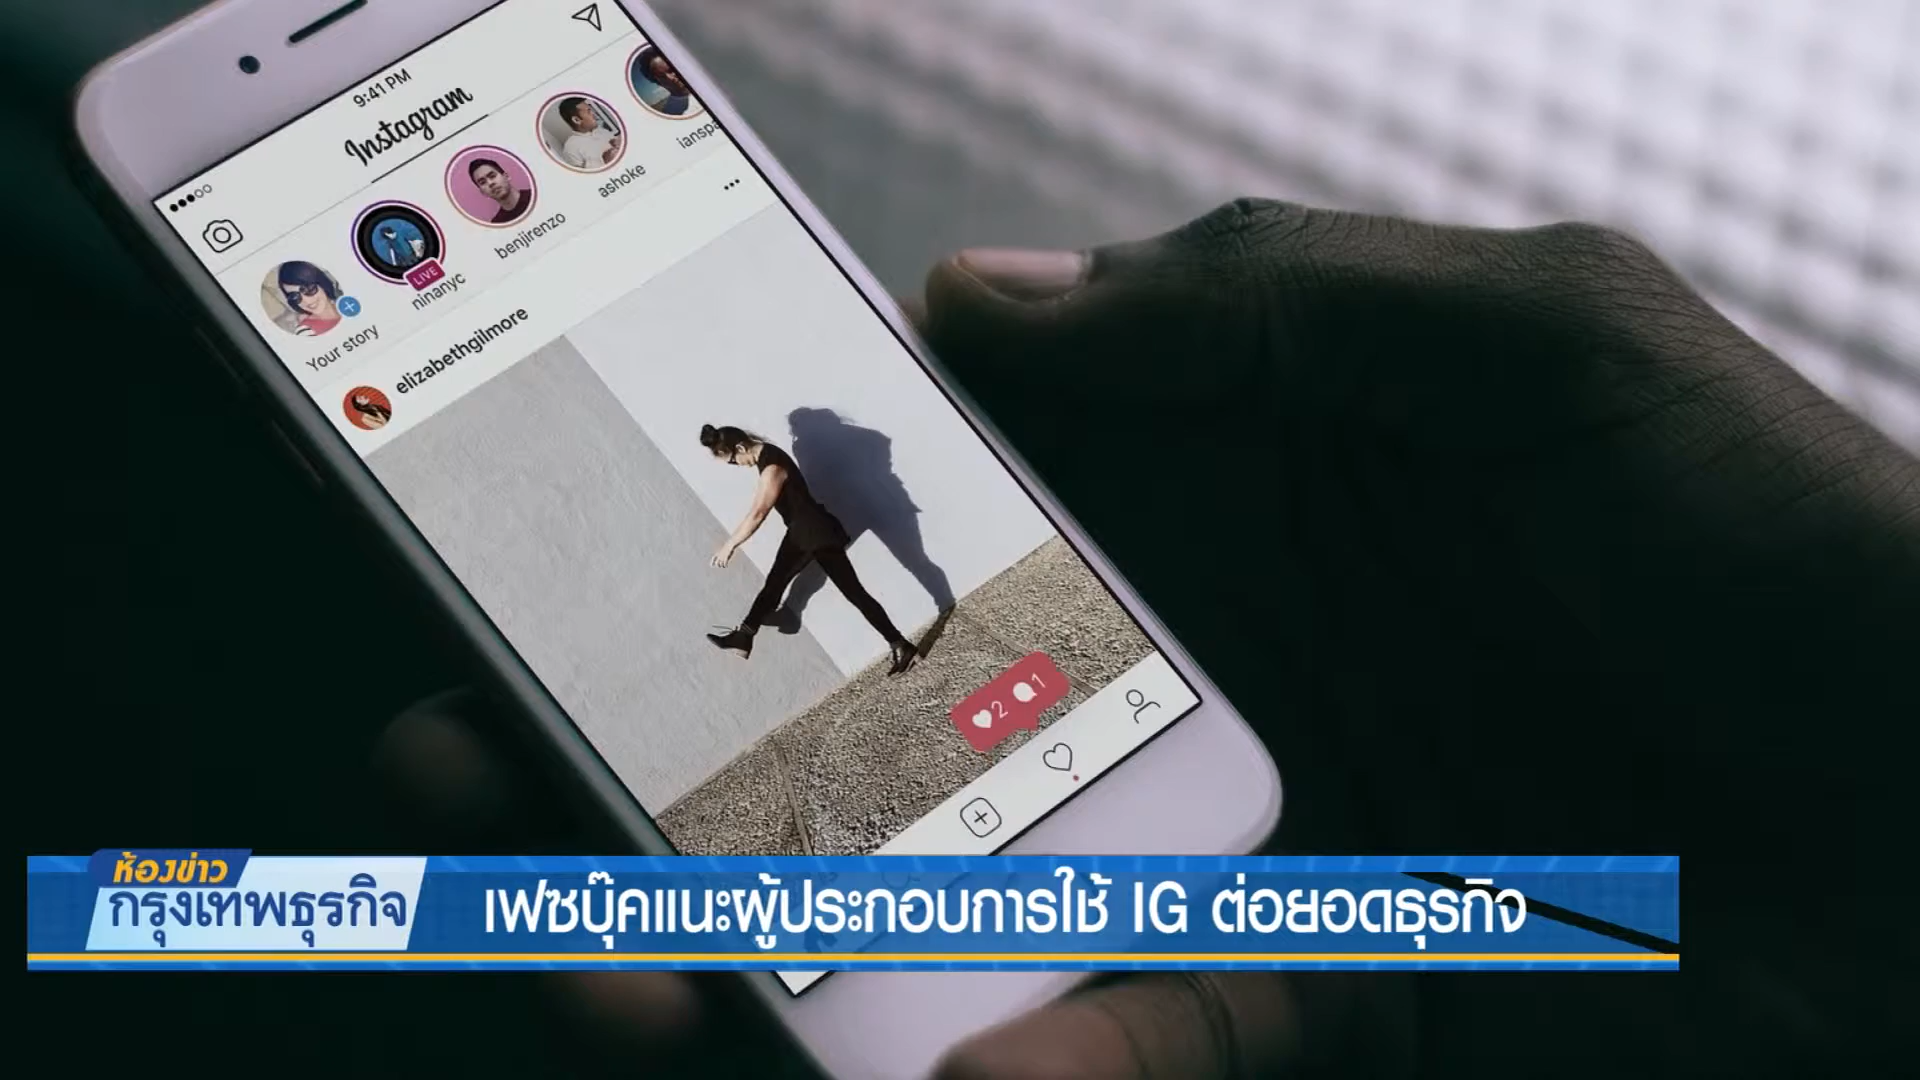 9:41 PM
Instagram
Your story
LIVE
ninanyc
benjirenzo
ashoke
elizabethgilmore
2 1
ห้องข่าว
กรุงเทพธุรกิจ
เฟซบุ๊คแนะผู้ประกอบการใช้ IG ต่อยอดธุรกิจ